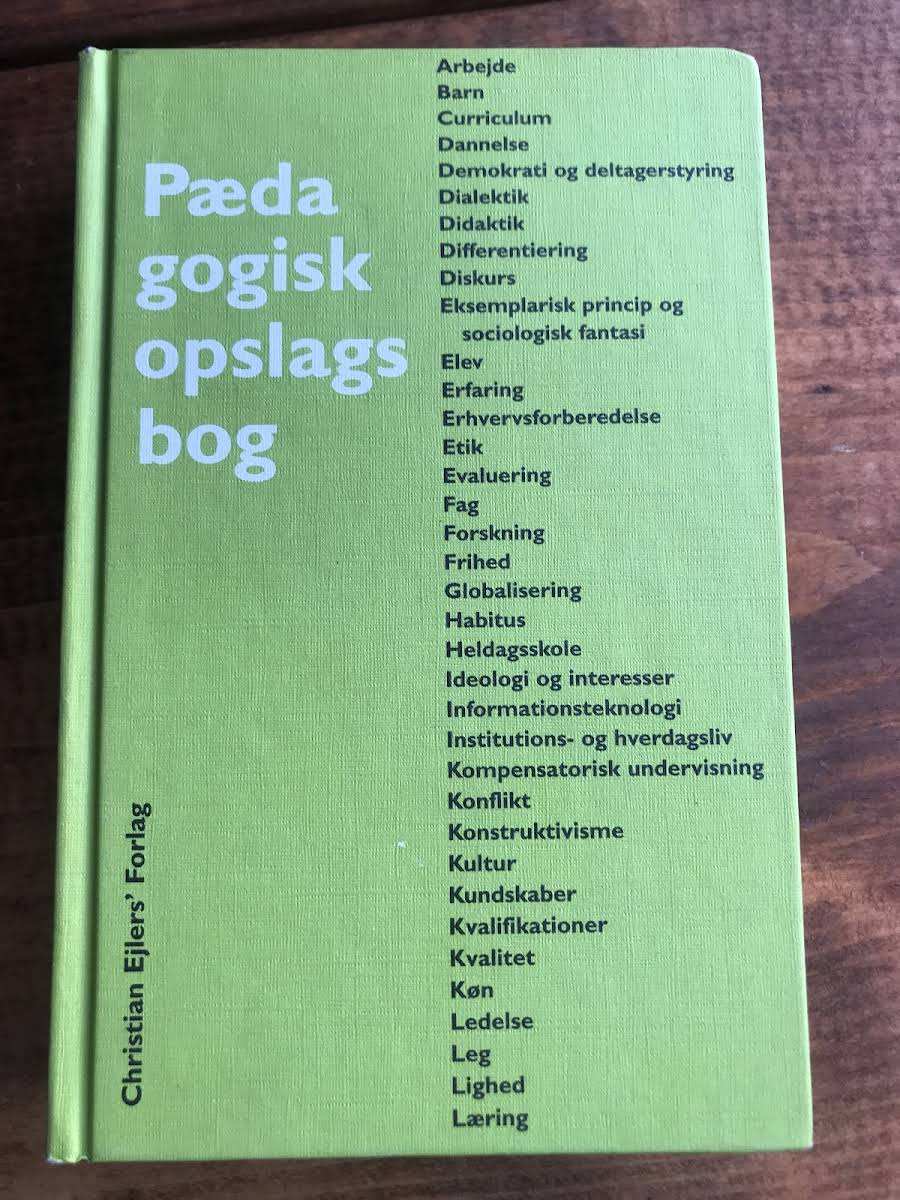 Pæda
gogisk
opslags
bog
Arbejde
Barn
Curriculum
Dannelse
Demokrati og deltagerstyring
Dialektik
Didaktik
Differentiering
Diskurs
Eksemplarisk princip og
sociologisk fantasi
Elev
Erfaring
Erhvervsforberedelse
Etik
Evaluering
Fag
Forskning
Frihed
Globalisering
Habitus
Heldagsskole
Ideologi og interesser
Informationsteknologi
Institutions- og hverdagsliv
Kompensatorisk undervisning
Konflikt
Konstruktivisme
Kultur
Kundskaber
Kvalifikationer
Kvalitet
Køn
Ledelse
Leg
Lighed
Læring
Christian Ejlers’ Forlag